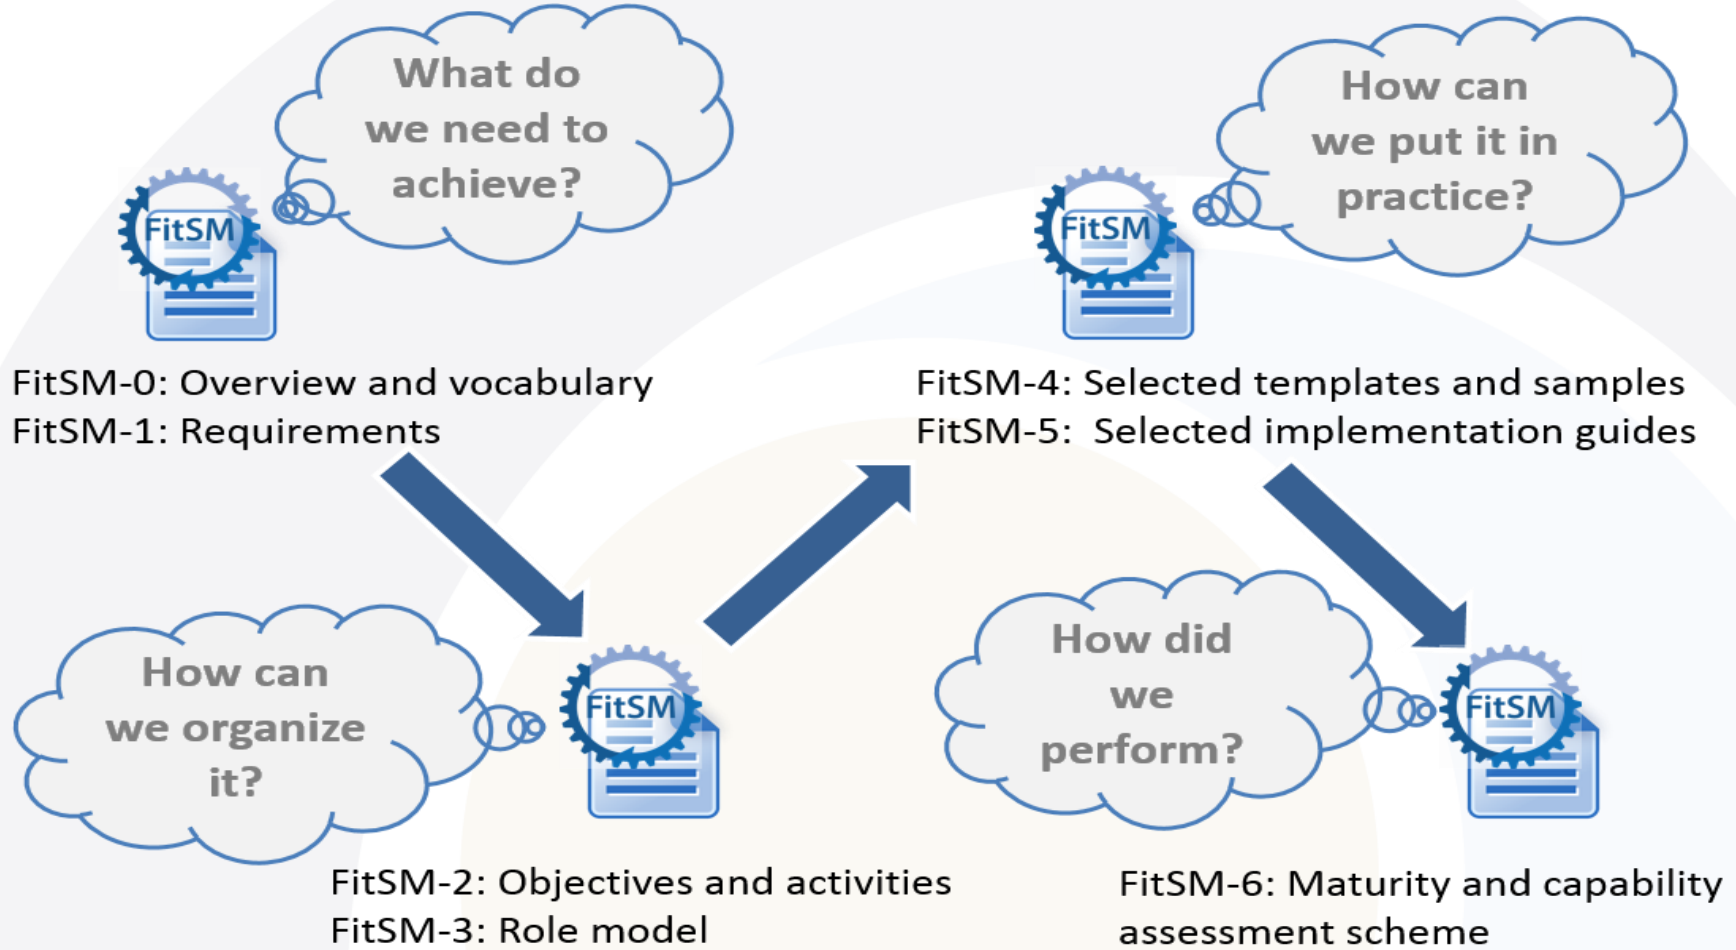 What do
we need to
achieve?
FitSM
FitSM-0: Overview and vocabulary
FitSM-1: Requirements
How can
we organize
it?
FitSM
FitSM-2: Objectives and activities
FitSM-3: Role model
How can
we put it in
practice?
FitSM
FitSM-4: Selected templates and samples
FitSM-5:  Selected implementation guides
How did
we
perform?
FitSM
FitSM-6: Maturity and capability
assessment scheme